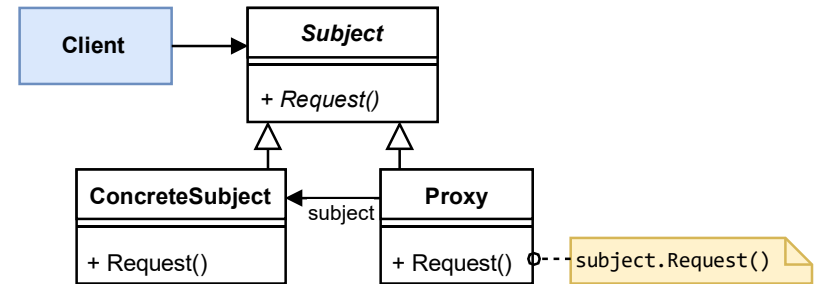 Client
Subject
+ Request()
ConcreteSubject
subject
Proxy
+ Request()
+ Request()
subject.Request()